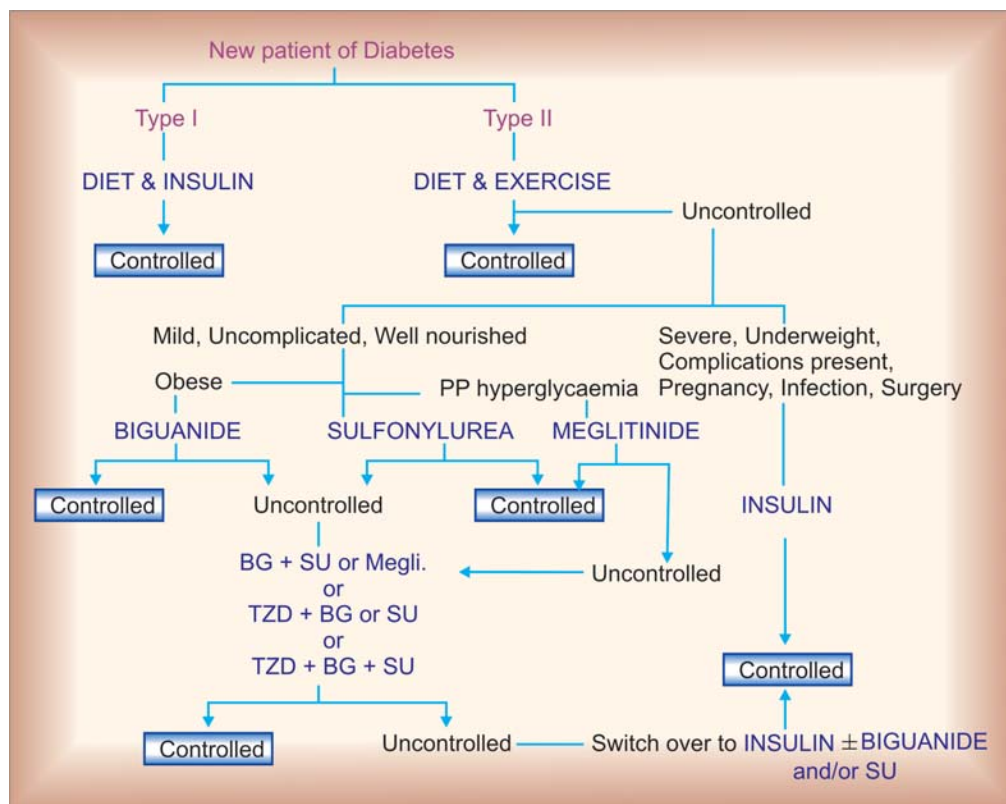 New patient of Diabetes
Type I
Type II
DIET & INSULIN
DIET & EXERCISE
Uncontrolled
Controlled
Controlled
Mild, Uncomplicated, Well nourished
Severe, Underweight,
Complications present,
Pregnancy, Infection, Surgery
Obese
PP hyperglycaemia
BIGUANIDE
SULFONYLUREA
MEGLITINIDE
Controlled
Uncontrolled
Controlled
INSULIN
BG + SU or Megli.
or
TZD + BG or SU
or
TZD + BG + SU
Uncontrolled
Controlled
Controlled
Uncontrolled
Switch over to INSULIN ± BIGUANIDE
and/or SU